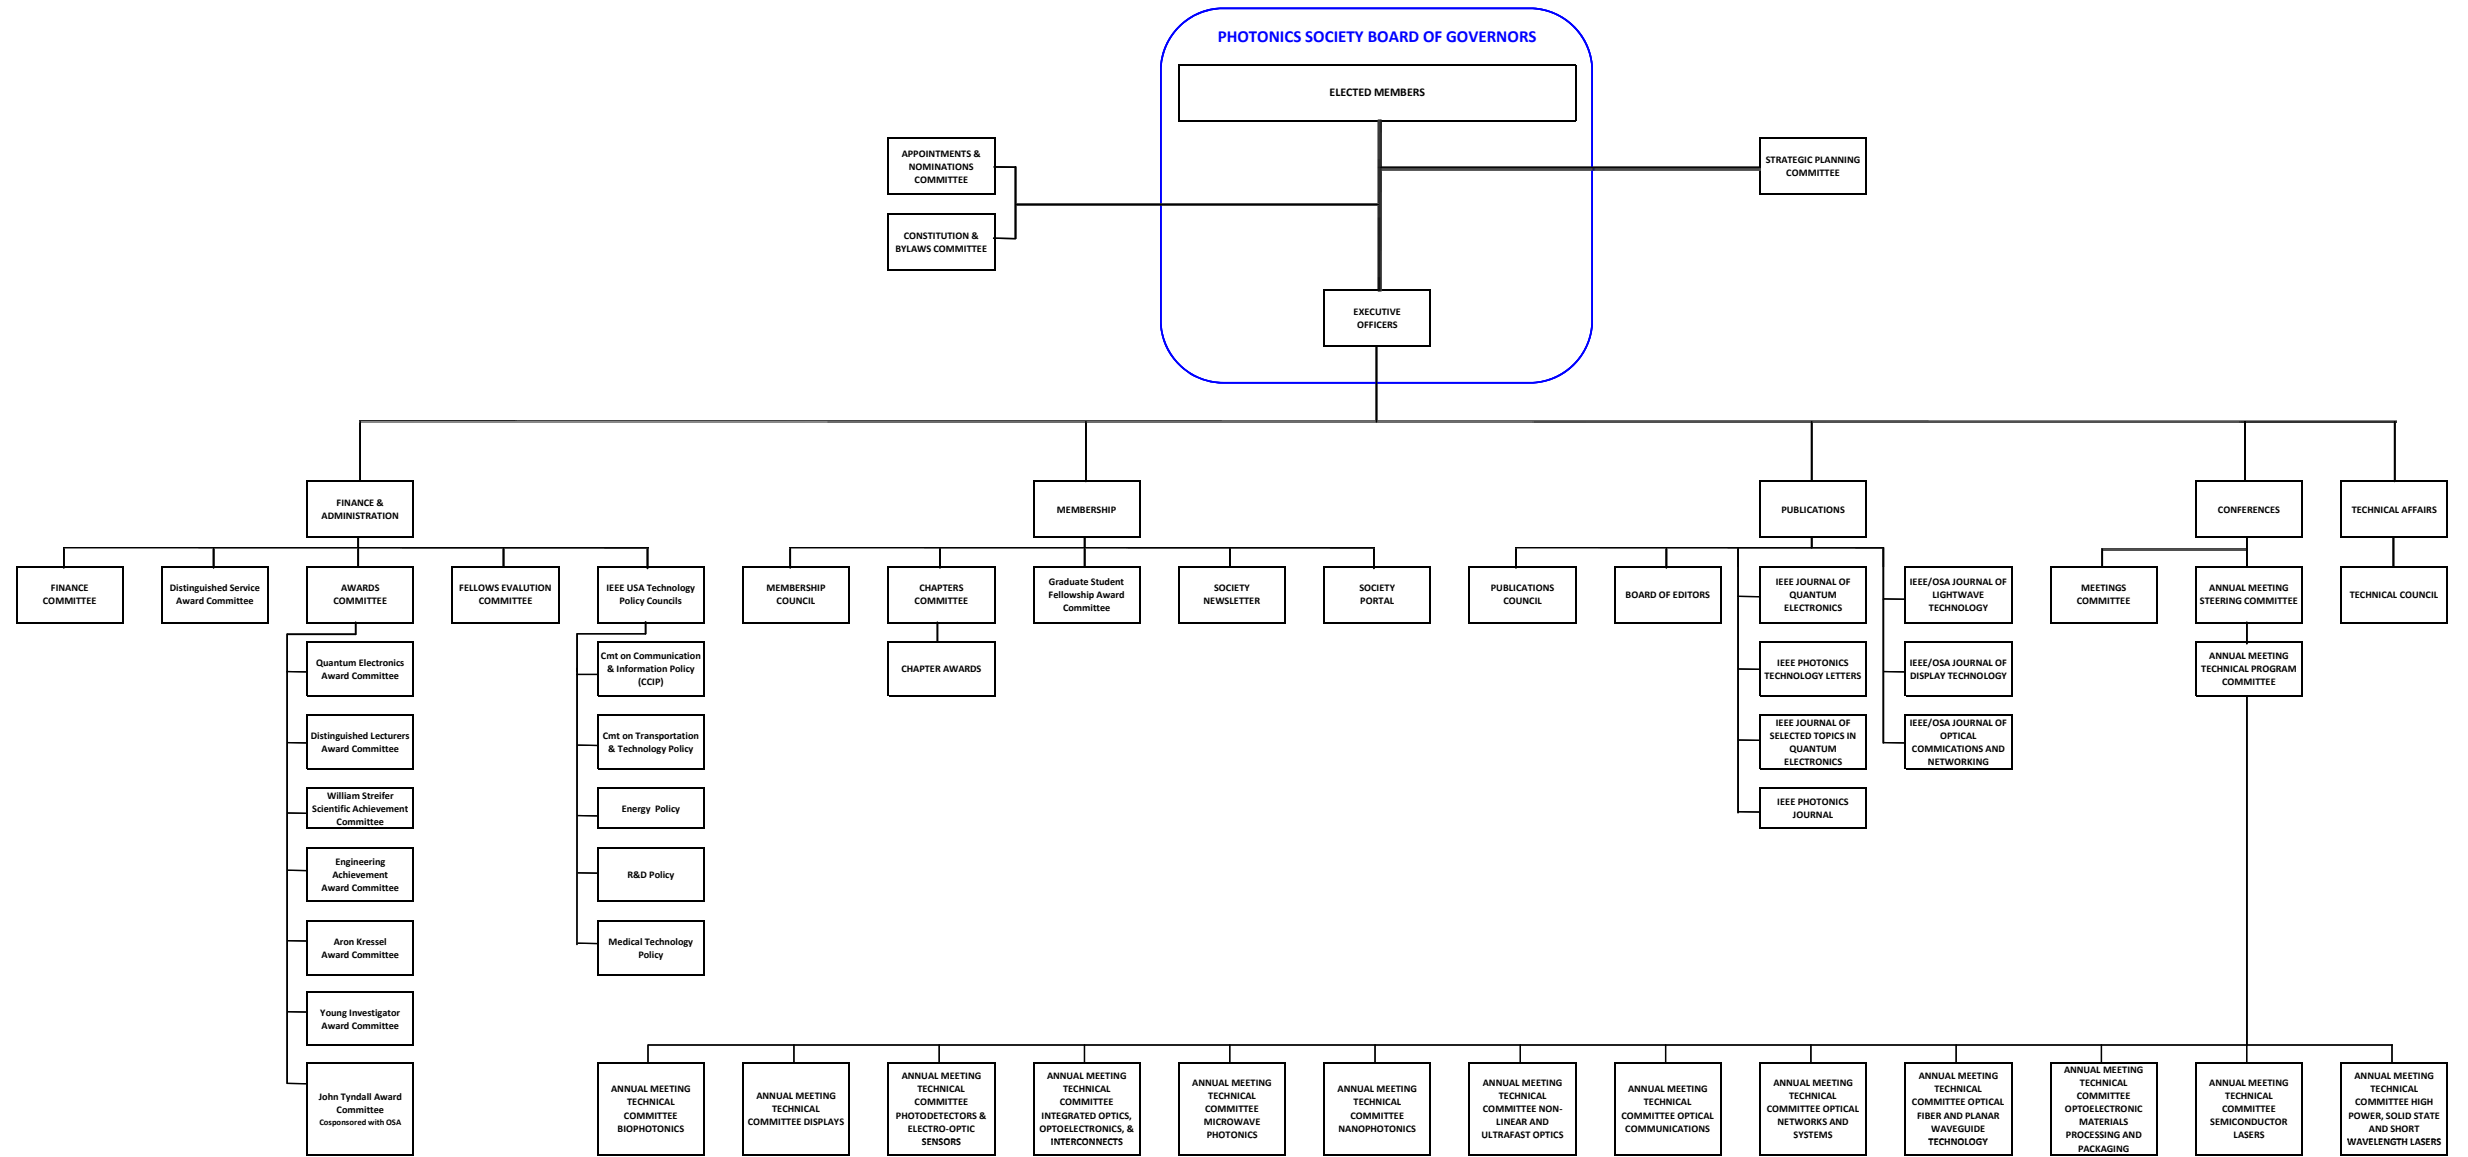 PHOTONICS SOCIETY BOARD OF GOVERNORS
ELECTED MEMBERS
APPOINTMENTS &
NOMINATIONS
COMMITTEE
STRATEGIC PLANNING
COMMITTEE
CONSTITUTION &
BYLAWS COMMITTEE
EXECUTIVE
OFFICERS
FINANCE &
ADMINISTRATION
MEMBERSHIP
PUBLICATIONS
CONFERENCES
TECHNICAL AFFAIRS
FINANCE
COMMITTEE
Distinguished Service
Award Committee
AWARDS
COMMITTEE
FELLOWS EVALUTION
COMMITTEE
IEEE USA Technology
Policy Councils
MEMBERSHIP
COUNCIL
CHAPTERS
COMMITTEE
Graduate Student
Fellowship Award
Committee
SOCIETY
NEWSLETTER
SOCIETY
PORTAL
PUBLICATIONS
COUNCIL
BOARD OF EDITORS
IEEE JOURNAL OF
QUANTUM
ELECTRONICS
IEEE/OSA JOURNAL OF
LIGHTWAVE
TECHNOLOGY
MEETINGS
COMMITTEE
ANNUAL MEETING
STEERING COMMITTEE
TECHNICAL COUNCIL
Quantum Electronics
Award Committee
Cmt on Communication
& Information Policy
(CCIP)
CHAPTER AWARDS
IEEE PHOTONICS
TECHNOLOGY LETTERS
IEEE/OSA JOURNAL OF
DISPLAY TECHNOLOGY
ANNUAL MEETING
TECHNICAL PROGRAM
COMMITTEE
Distinguished Lecturers
Award Committee
Cmt on Transportation
& Technology Policy
IEEE JOURNAL OF
SELECTED TOPICS IN
QUANTUM
ELECTRONICS
IEEE/OSA JOURNAL OF
OPTICAL
COMMICATIONS AND
NETWORKING
William Streifer
Scientific Achievement
Committee
Energy  Policy
IEEE PHOTONICS
JOURNAL
Engineering
Achievement
Award Committee
R&D Policy
Aron Kressel
Award Committee
Medical Technology
Policy
Young Investigator
Award Committee
John Tyndall Award
Committee
Cosponsored with OSA
ANNUAL MEETING
TECHNICAL
COMMITTEE
BIOPHOTONICS
ANNUAL MEETING
TECHNICAL
COMMITTEE DISPLAYS
ANNUAL MEETING
TECHNICAL
COMMITTEE
PHOTODETECTORS &
ELECTRO-OPTIC
SENSORS
ANNUAL MEETING
TECHNICAL
COMMITTEE
INTEGRATED OPTICS,
OPTOELECTRONICS, &
INTERCONNECTS
ANNUAL MEETING
TECHNICAL
COMMITTEE
MICROWAVE
PHOTONICS
ANNUAL MEETING
TECHNICAL
COMMITTEE
NANOPHOTONICS
ANNUAL MEETING
TECHNICAL
COMMITTEE NON-
LINEAR AND
ULTRAFAST OPTICS
ANNUAL MEETING
TECHNICAL
COMMITTEE OPTICAL
COMMUNICATIONS
ANNUAL MEETING
TECHNICAL
COMMITTEE OPTICAL
NETWORKS AND
SYSTEMS
ANNUAL MEETING
TECHNICAL
COMMITTEE OPTICAL
FIBER AND PLANAR
WAVEGUIDE
TECHNOLOGY
ANNUAL MEETING
TECHNICAL
COMMITTEE
OPTOELECTRONIC
MATERIALS
PROCESSING AND
PACKAGING
ANNUAL MEETING
TECHNICAL
COMMITTEE
SEMICONDUCTOR
LASERS
ANNUAL MEETING
TECHNICAL
COMMITTEE HIGH
POWER, SOLID STATE
AND SHORT
WAVELENGTH LASERS